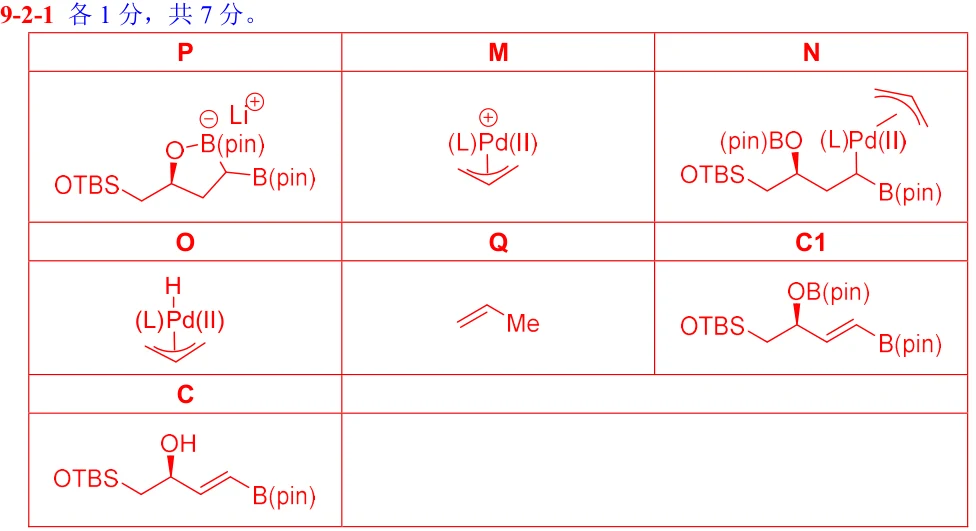 9-2-1 各 1 分，共 7 分。
P M N
Li+
O B(pin) −
OTBS B(pin)
+
(L)Pd(II)
(pin)BO (L)Pd(II)
OTBS B(pin)
O Q C1
H
(L)Pd(II)
Me
OB(pin)
OTBS B(pin)
C
OH
OTBS B(pin)